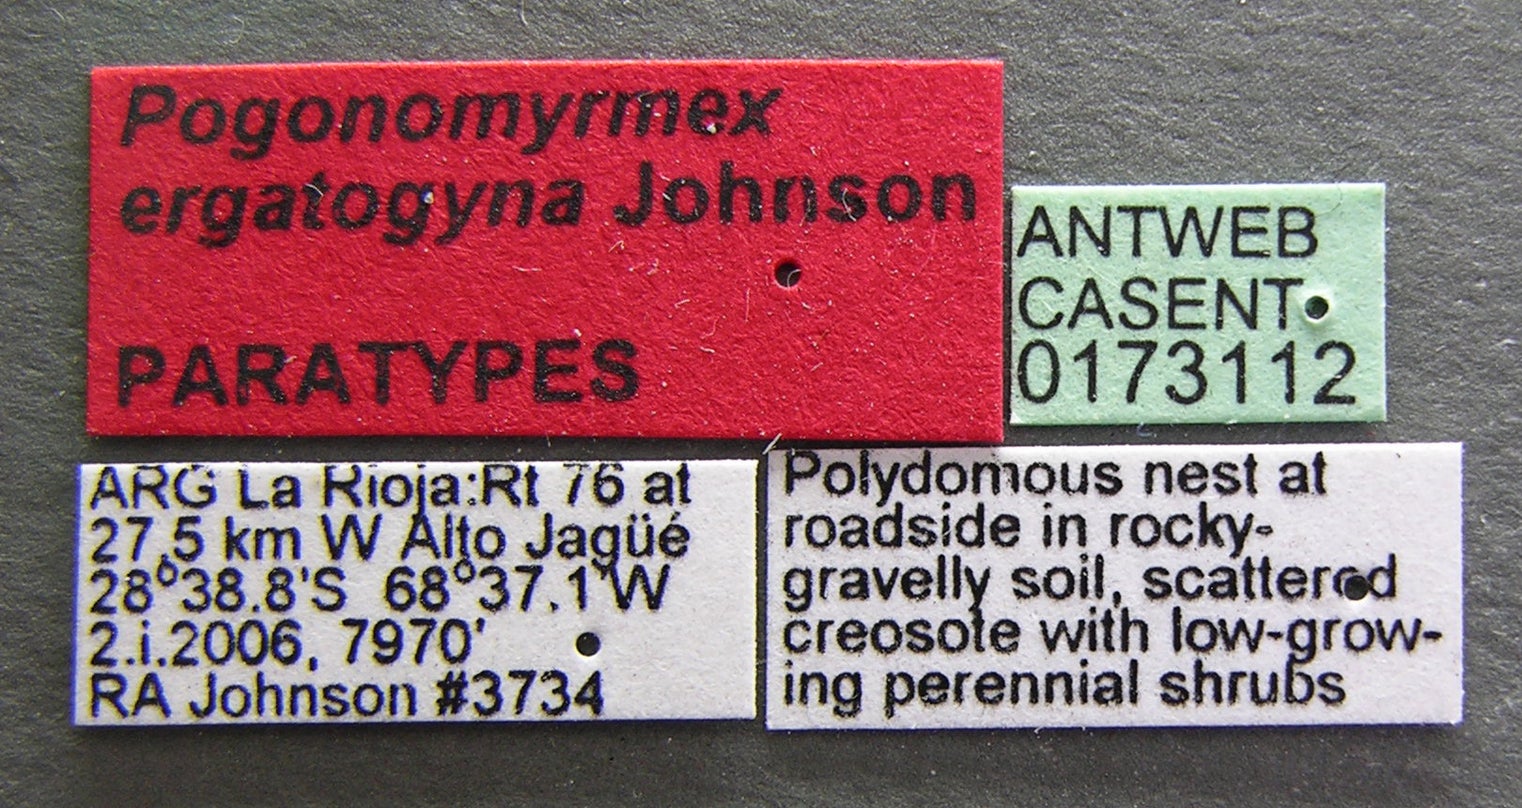 Pogonomyrmex
ergatogyna Johnson
PARATYPES
ANTWEB
CASENT
0173112
ARG La Rioja:Rt 76 at
27.5 km W Alto Jagüé
28°38.8'S 68°37.1'W
2.i.2006, 7970'
RA Johnson #3734
Polydomous nest at
roadside in rocky-
gravelly soil, scattered
creosote with low-grow-
ing perennial shrubs